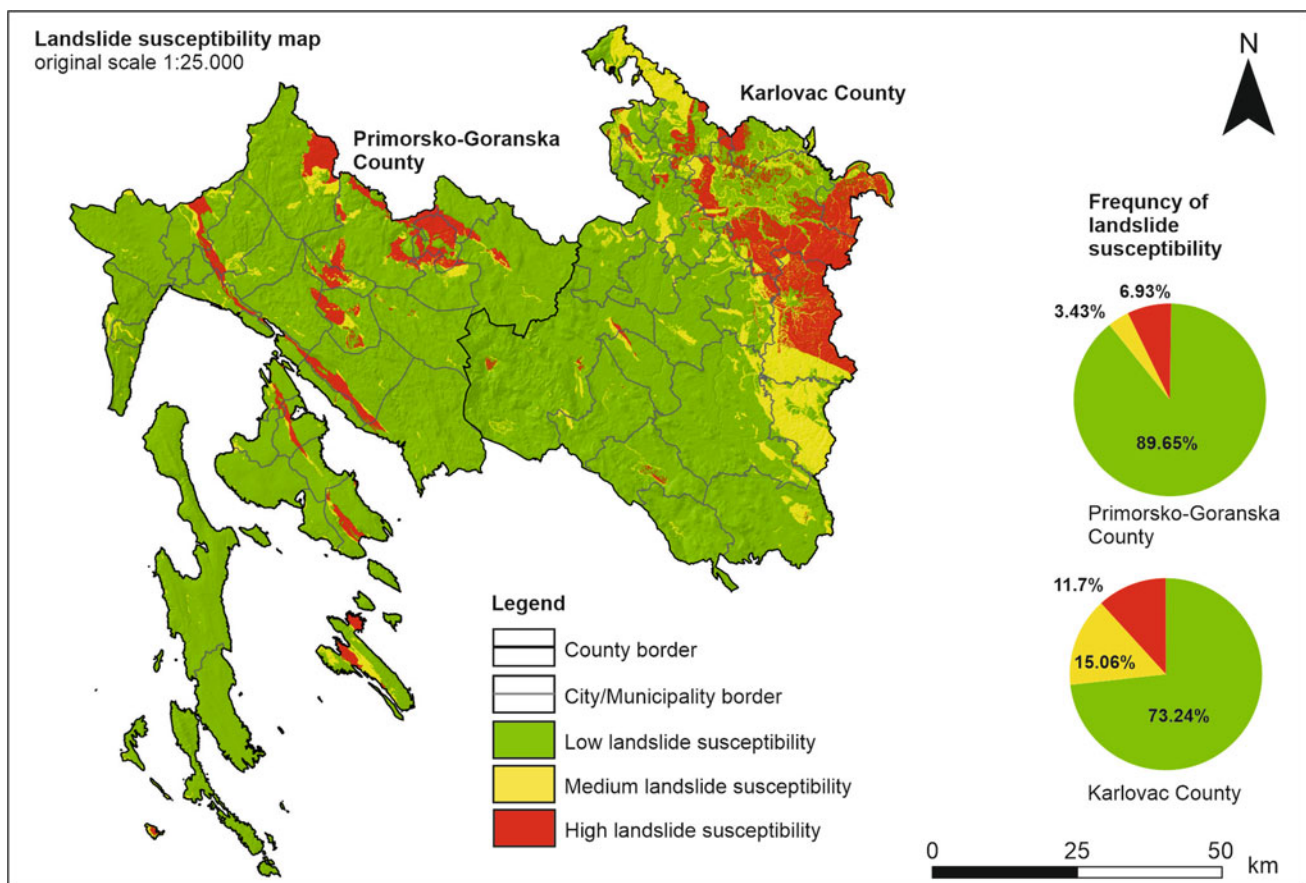 Landslide susceptibility map
original scale 1:25.000
N
Karlovac County
Primorsko-Goranska
County
Frequncy of
landslide
susceptibility
6.93%
3.43%
89.65%
Primorsko-Goranska
County
11.7%
15.06%
73.24%
Karlovac County
Legend
County border
City/Municipality border
Low landslide susceptibility
Medium landslide susceptibility
High landslide susceptibility
0 25 50
km